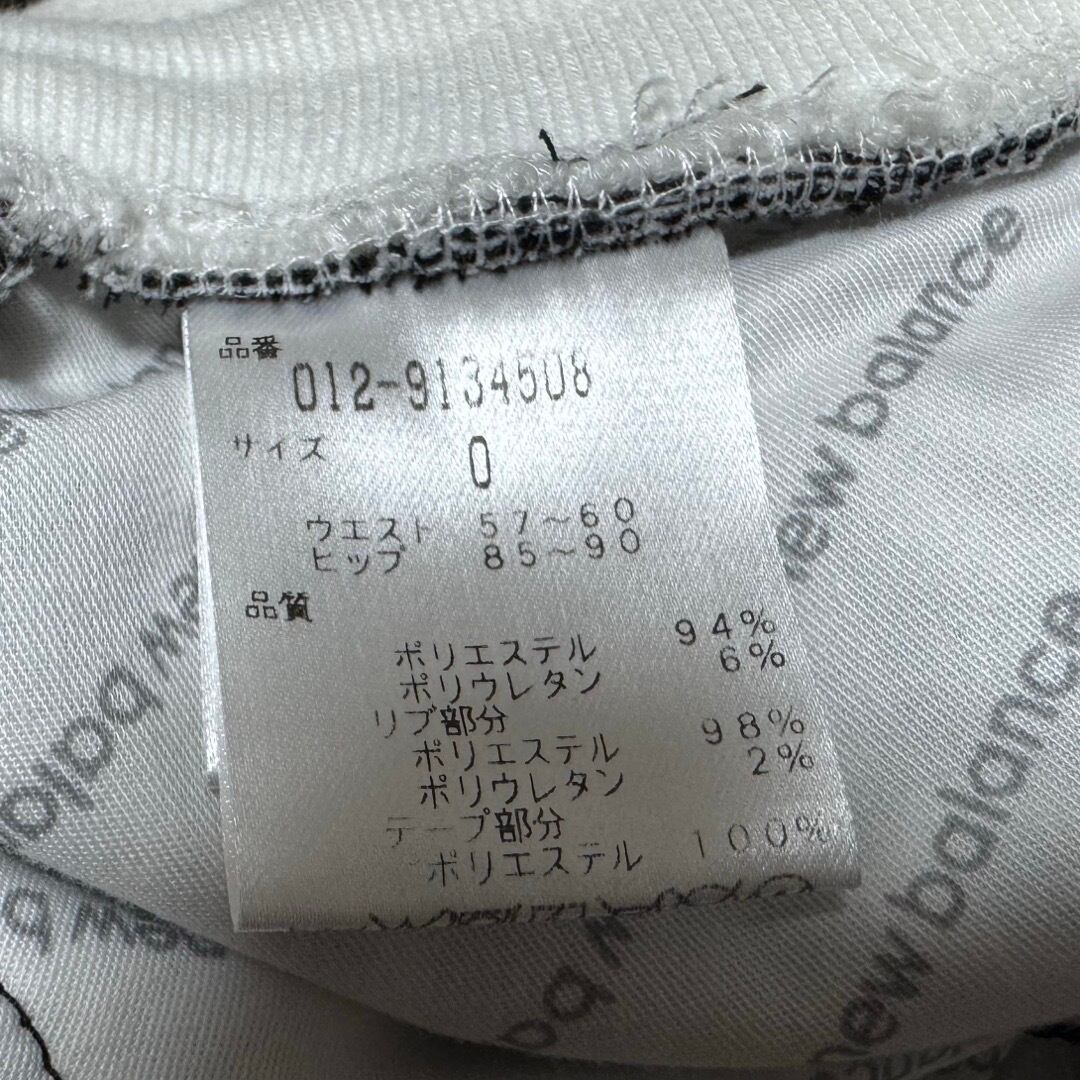 品番
012-9134508
サイズ 0
ウエスト 57〜60
ヒップ 85〜90
品質
ポリエステル 94%
ポリウレタン 6%
リブ部分
ポリエステル 98%
ポリウレタン 2%
テープ部分
ポリエステル 100%
new balance
new balance